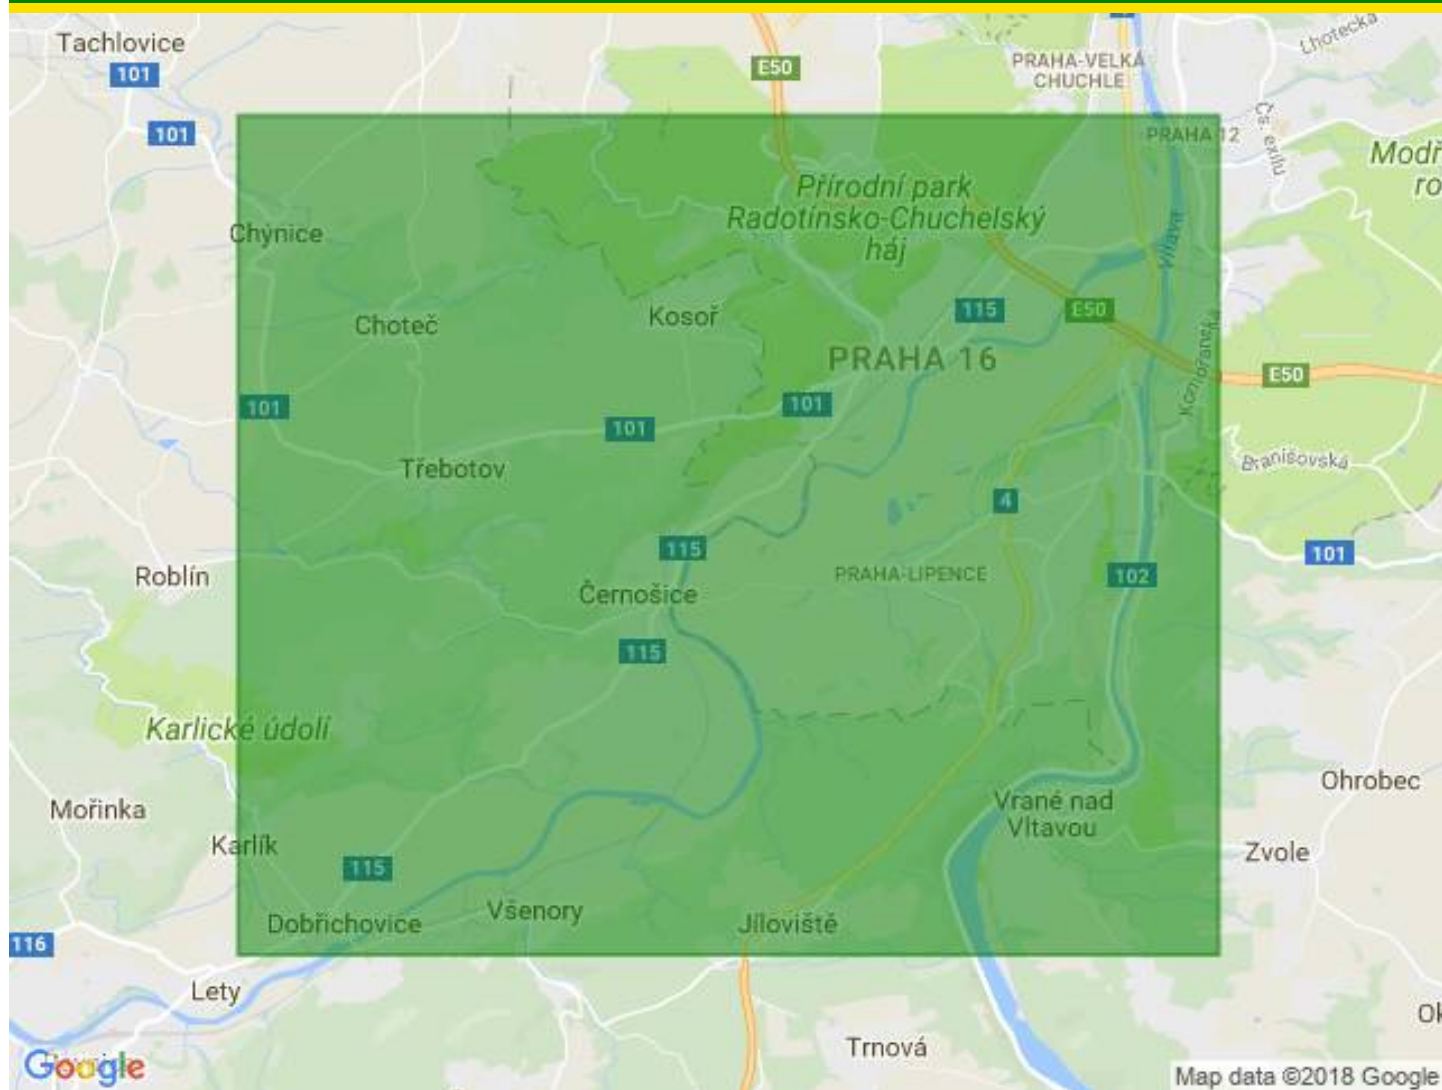 Tachlovice
101
E50
PRAHA-VELKÁ
CHUCHLE
Lhotecká
101
Čs. exilu
PRAHA 12
Modř
ro
Přírodní park
Radotínsko-Chuchelský
háj
Chýnice
Vltava
Choteč
Kosoř
115
E50
PRAHA 16
Komořanská
E50
101
101
101
Třebotov
Branišovská
4
115
101
Roblín
PRAHA-LIPENCE
102
Černošice
115
Karlické údolí
Ohrobec
Mořinka
Vrané nad
Vltavou
Karlík
Zvole
115
Všenory
Dobřichovice
Jíloviště
116
Lety
Ok
Trnová
Google
Map data ©2018 Google